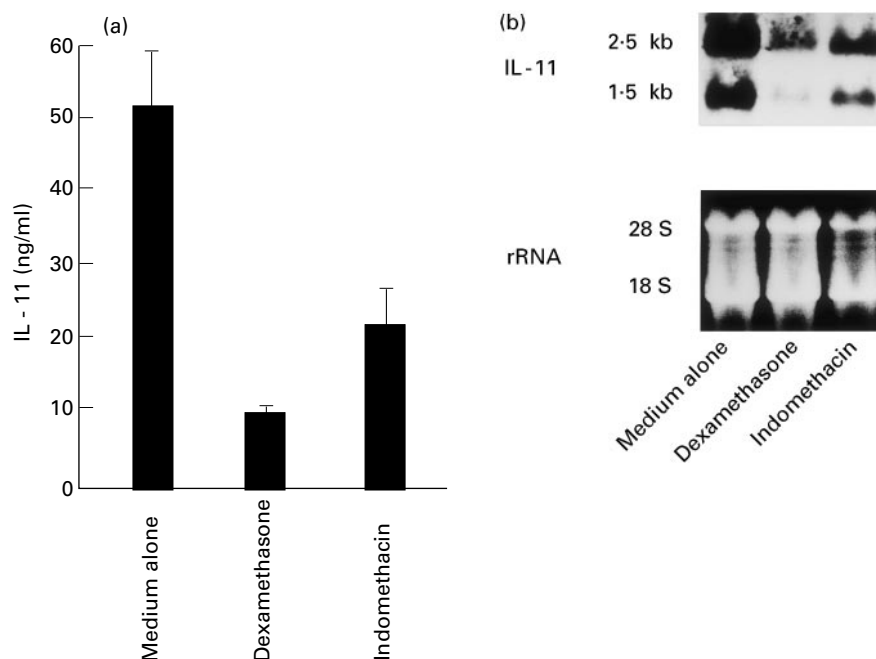 (a)
60
50
40
60
30
20
10
0
IL - 11 (ng/ml)
Medium alone
Dexamethasone
Indomethacin
(b)
IL - 11
2·5 kb
1·5 kb
rRNA
28 S
18 S
Medium alone
Dexamethasone
Indomethacin